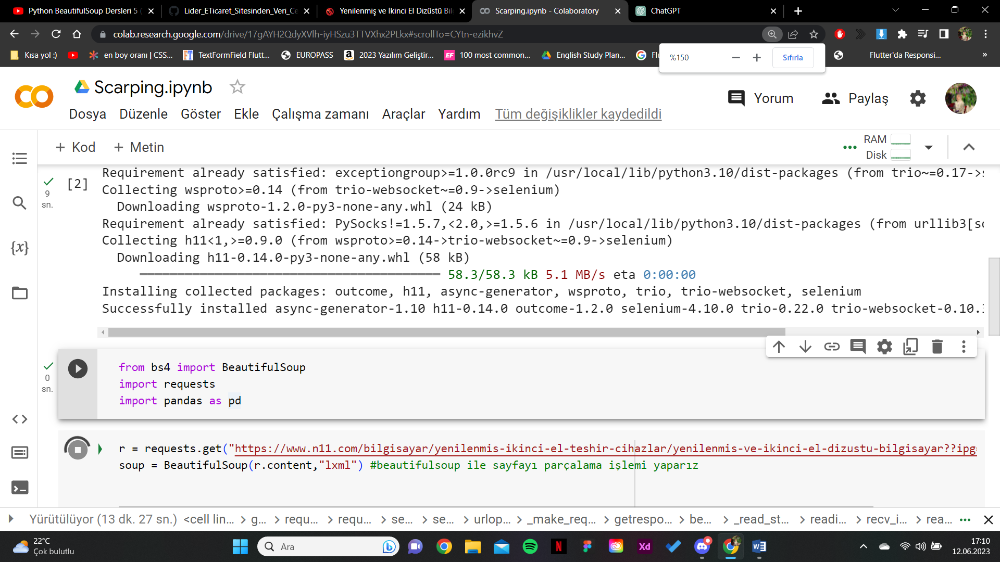 Python BeautifulSoup Dersleri 5 (
Lider_ETicaret_Sitesinden_Veri_Ce
Yenilenmiş ve İkinci El Dizüstü Bil
Scarping.ipynb - Colaboratory
ChatGPT
colab.research.google.com/drive/17gAYH2QdyXVlh-iyHSzu3TTVXhx2PLkx#scrollTo=CYtn-ezikhvZ
Kısa yol :)
en boy oranı | CSS...
TextFormField Flutt...
EUROPASS
2023 Yazılım Geliştir...
EF 100 most common...
English Study Plan...
Flu
Flutter'da Responsi...
»
%150
Sıfırla
Scarping.ipynb
Yorum
Paylaş
Dosya Düzenle Göster Ekle Çalışma zamanı Araçlar Yardım Tüm değişiklikler kaydedildi
+ Kod + Metin
RAM
Disk
[2]
9
sn.
Requirement already satisfied: exceptiongroup>=1.0.0rc9 in /usr/local/lib/python3.10/dist-packages (from trio~=0.17->s
Collecting wsproto>=0.14 (from trio-websocket~=0.9->selenium)
Downloading wsproto-1.2.0-py3-none-any.whl (24 kB)
Requirement already satisfied: PySocks!=1.5.7,<2.0,>=1.5.6 in /usr/local/lib/python3.10/dist-packages (from urllib3[so
Collecting h11<1,>=0.9.0 (from wsproto>=0.14->trio-websocket~=0.9->selenium)
Downloading h11-0.14.0-py3-none-any.whl (58 kB)
58.3/58.3 kB 5.1 MB/s eta 0:00:00
Installing collected packages: outcome, h11, async-generator, wsproto, trio, trio-websocket, selenium
Successfully installed async-generator-1.10 h11-0.14.0 outcome-1.2.0 selenium-4.10.0 trio-0.22.0 trio-websocket-0.10.
0
sn.
from bs4 import BeautifulSoup
import requests
import pandas as pd
r = requests.get("https://www.n11.com/bilgisayar/yenilenmis-ikinci-el-teshir-cihazlar/yenilenmis-ve-ikinci-el-dizustu-bilgisayar??ipg
soup = BeautifulSoup(r.content,"lxml") #beautifulsoup ile sayfayı parçalama işlemi yaparız
{x}
Yürütülüyor (13 dk. 27 sn.) <cell lin... > g... > requ... > requ... > se... > se... > urlop... > _make_req... > getrespo... > be... > _read_st... > readi... > recv_i... > rea...
22°C
Çok bulutlu
Ara
Xd
17:10
12.06.2023